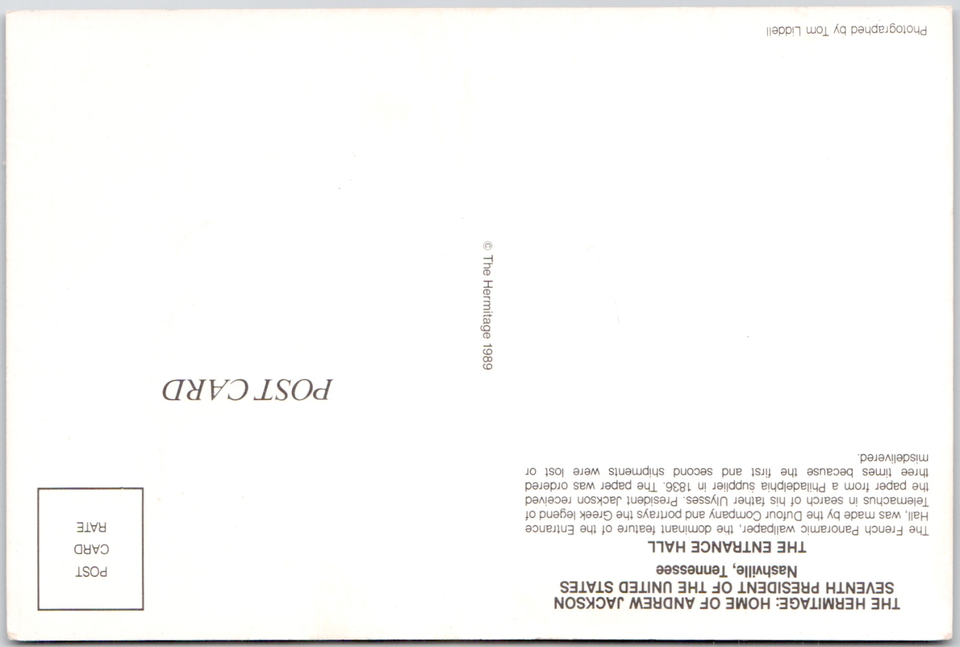 THE HERMITAGE: HOME OF ANDREW JACKSON
SEVENTH PRESIDENT OF THE UNITED STATES
Nashville, Tennessee
THE ENTRANCE HALL
The French Panoramic wallpaper, the dominant feature of the Entrance
Hall, was made by the Dufour Company and portrays the Greek legend of
Telemachus in search of his father Ulysses. President Jackson received
the paper from a Philadelphia supplier in 1836. The paper was ordered
three times because the first and second shipments were lost or
misdelivered.
Photographed by Tom Liddell
© The Hermitage 1989
POST CARD
POST
CARD
RATE